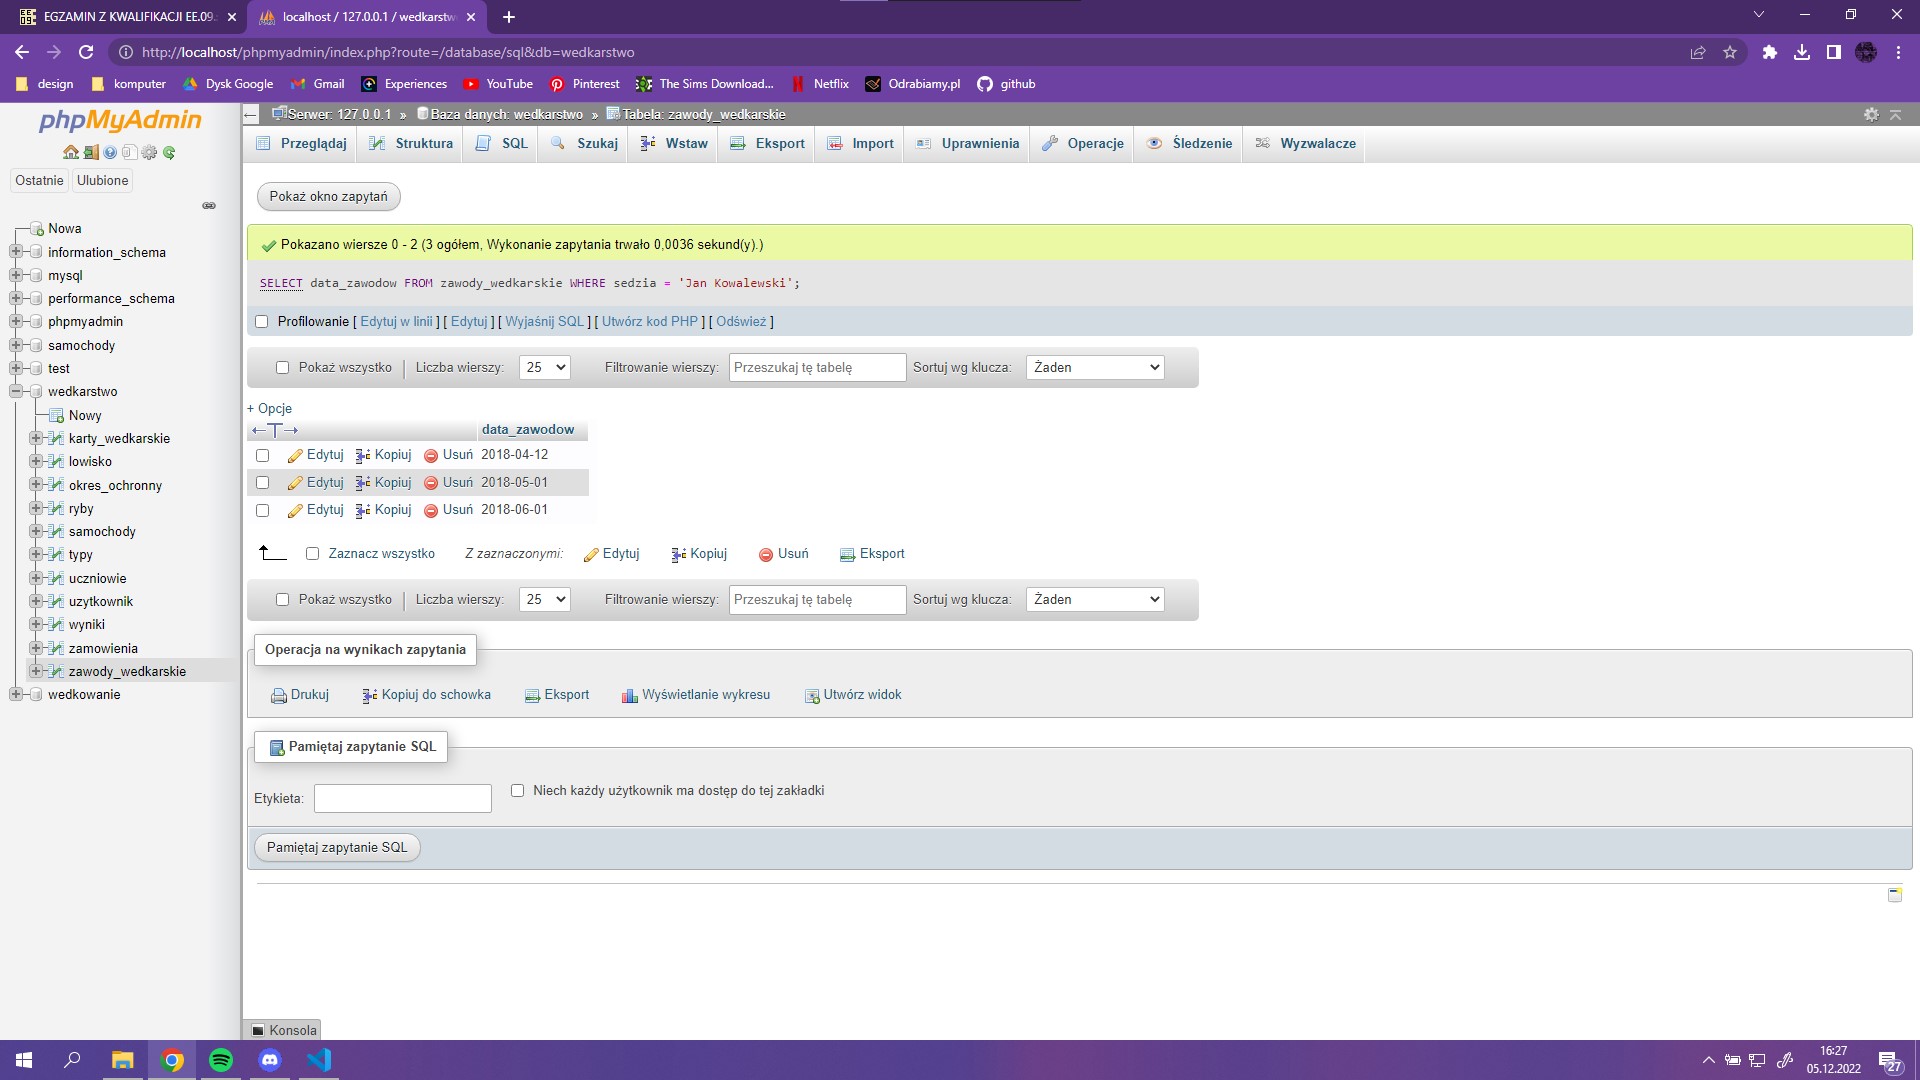 EGZAMIN Z KWALIFIKACJI EE.09.
localhost / 127.0.0.1 / wedkarstw
http://localhost/phpmyadmin/index.php?route=/database/sql&db=wedkarstwo
design komputer Dysk Google Gmail Experiences YouTube Pinterest The Sims Download... Netflix Odrabiamy.pl github
phpMyAdmin
Ostatnie Ulubione
Nowa
information_schema
mysql
performance_schema
phpmyadmin
samochody
test
wedkarstwo
Nowy
karty_wedkarskie
lowisko
okres_ochronny
ryby
samochody
typy
uczniowie
uzytkownik
wyniki
zamowienia
zawody_wedkarskie
wedkowanie
Serwer: 127.0.0.1 » Baza danych: wedkarstwo » Tabela: zawody_wedkarskie
Przeglądaj Struktura SQL Szukaj Wstaw Eksport Import Uprawnienia Operacje Śledzenie Wyzwalacze
Pokaż okno zapytań
Pokazano wiersze 0 - 2 (3 ogółem, Wykonanie zapytania trwało 0,0036 sekund(y).)
SELECT data_zawodow FROM zawody_wedkarskie WHERE sedzia = 'Jan Kowalewski';
Profilowanie [ Edytuj w linii ] [ Edytuj ] [ Wyjaśnij SQL ] [ Utwórz kod PHP ] [ Odśwież ]
Pokaż wszystko | Liczba wierszy: 25 Filtrowanie wierszy: Przeszukaj tę tabelę Sortuj wg klucza: Żaden
+ Opcje
←T→ data_zawodow
Edytuj Kopiuj Usuń 2018-04-12
Edytuj Kopiuj Usuń 2018-05-01
Edytuj Kopiuj Usuń 2018-06-01
Zaznacz wszystko Z zaznaczonymi: Edytuj Kopiuj Usuń Eksport
Pokaż wszystko | Liczba wierszy: 25 Filtrowanie wierszy: Przeszukaj tę tabelę Sortuj wg klucza: Żaden
Operacja na wynikach zapytania
Drukuj Kopiuj do schowka Eksport Wyświetlanie wykresu Utwórz widok
Pamiętaj zapytanie SQL
Etykieta: Niech każdy użytkownik ma dostęp do tej zakładki
Pamiętaj zapytanie SQL
Konsola
16:27
05.12.2022
27